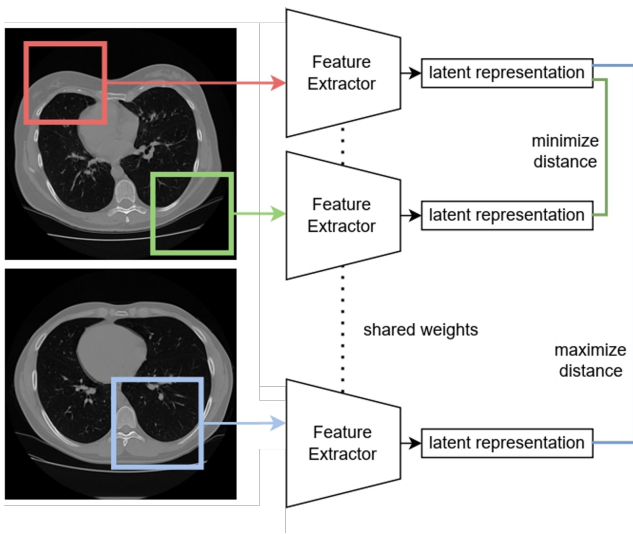 Feature
Extractor
latent representation
minimize
distance
Feature
Extractor
latent representation
shared weights
maximize
distance
Feature
Extractor
latent representation